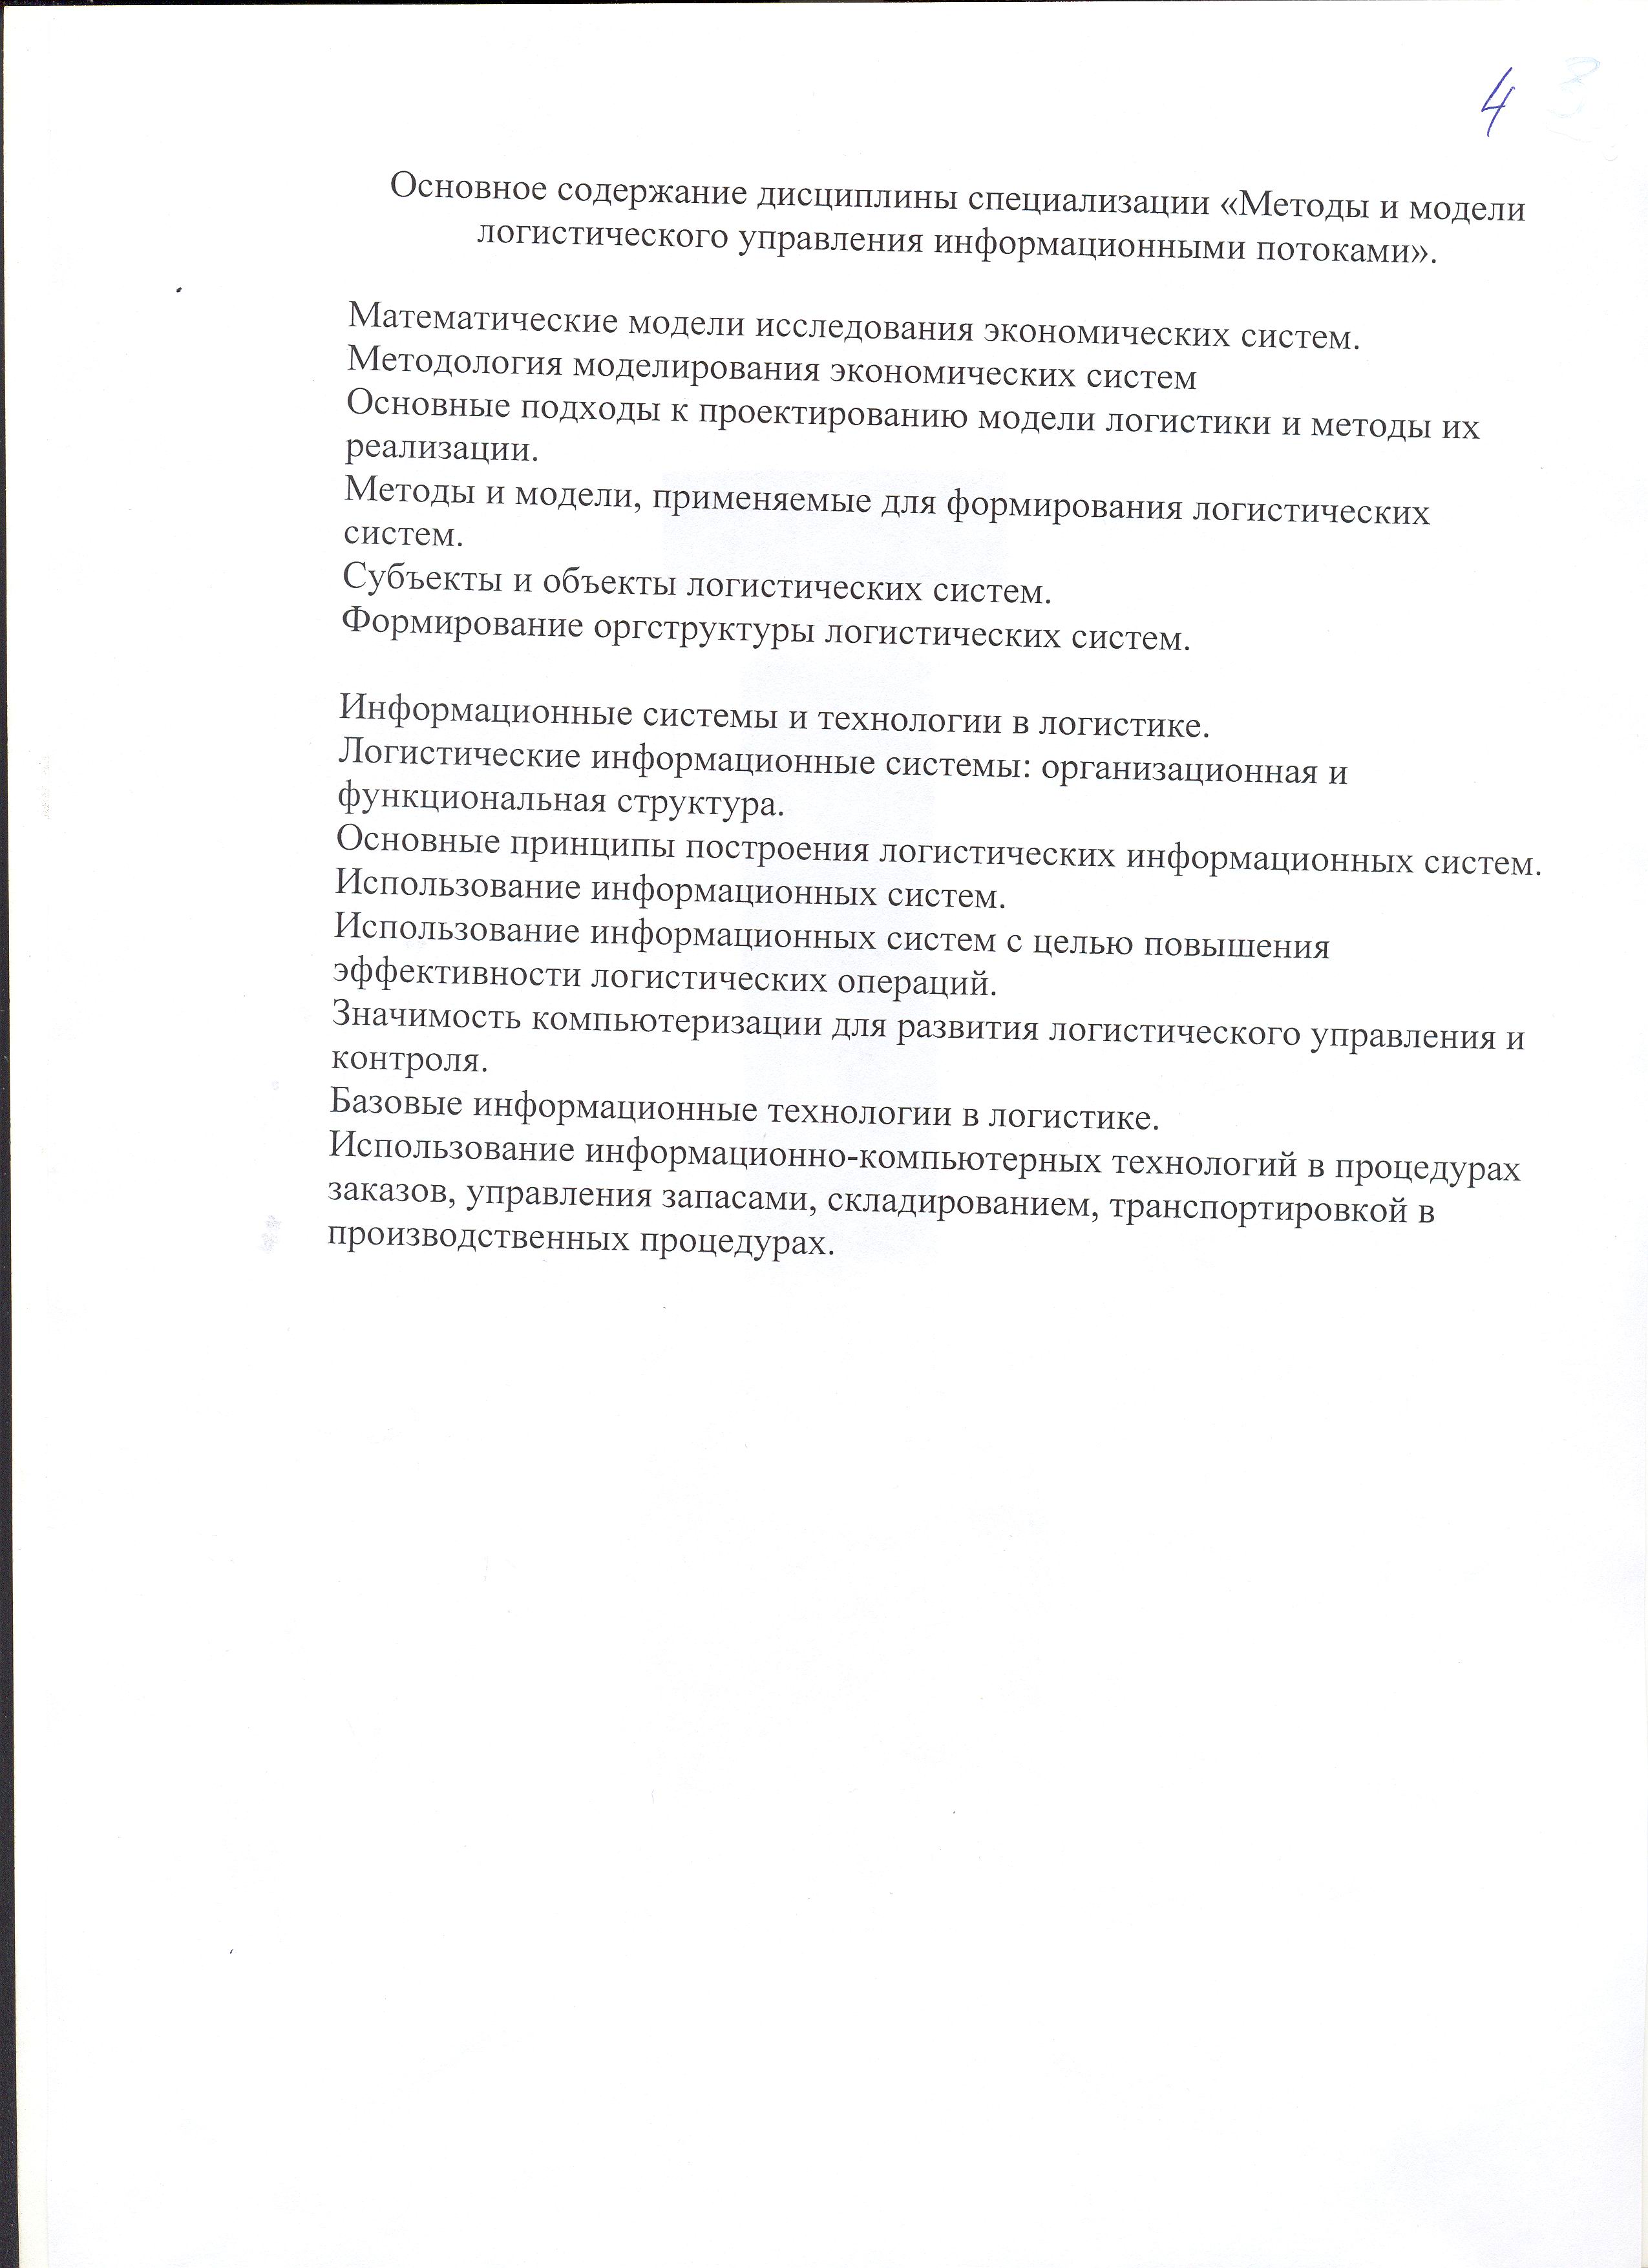 4
Основное содержание дисциплины специализации «Методы и модели
логистического управления информационными потоками».
Математические модели исследования экономических систем.
Методология моделирования экономических систем
Основные подходы к проектированию модели логистики и методы их
реализации.
Методы и модели, применяемые для формирования логистических
систем.
Субъекты и объекты логистических систем.
Формирование оргструктуры логистических систем.
Информационные системы и технологии в логистике.
Логистические информационные системы: организационная и
функциональная структура.
Основные принципы построения логистических информационных систем.
Использование информационных систем.
Использование информационных систем с целью повышения
эффективности логистических операций.
Значимость компьютеризации для развития логистического управления и
контроля.
Базовые информационные технологии в логистике.
Использование информационно-компьютерных технологий в процедурах
заказов, управления запасами, складированием, транспортировкой в
производственных процедурах.